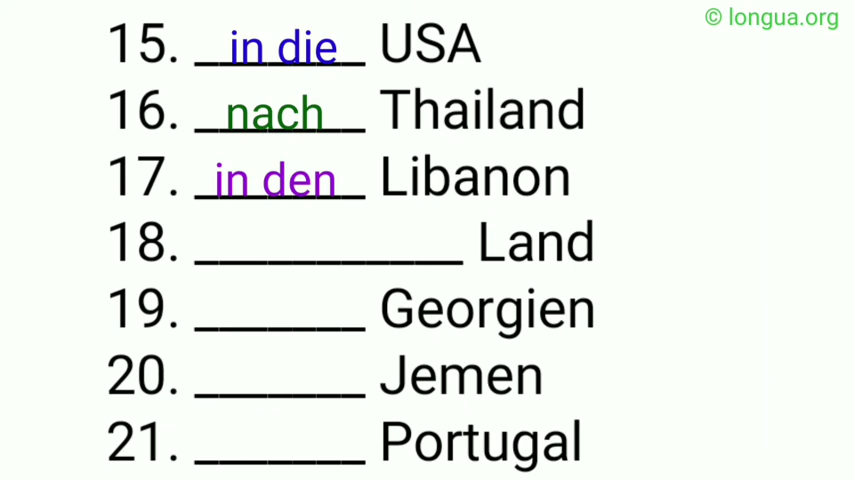 © longua.org
15. in die USA
16. nach Thailand
17. in den Libanon
18. ___________ Land
19. _______ Georgien
20. _______ Jemen
21. _______ Portugal